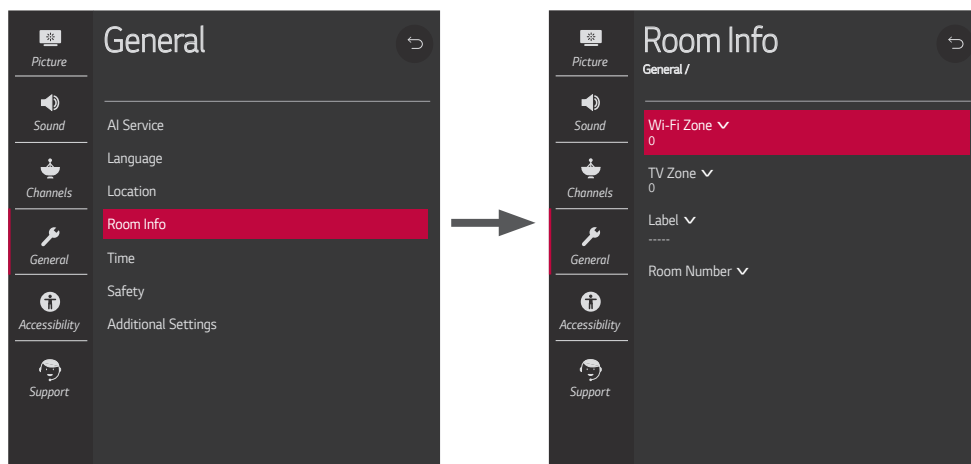 General
Picture
Sound
Channels
General
Accessibility
Support
AI Service
Language
Location
Room Info
Time
Safety
Additional Settings
Room Info
General /
Picture
Sound
Channels
General
Accessibility
Support
Wi-Fi Zone
0
TV Zone
0
Label
-----
Room Number